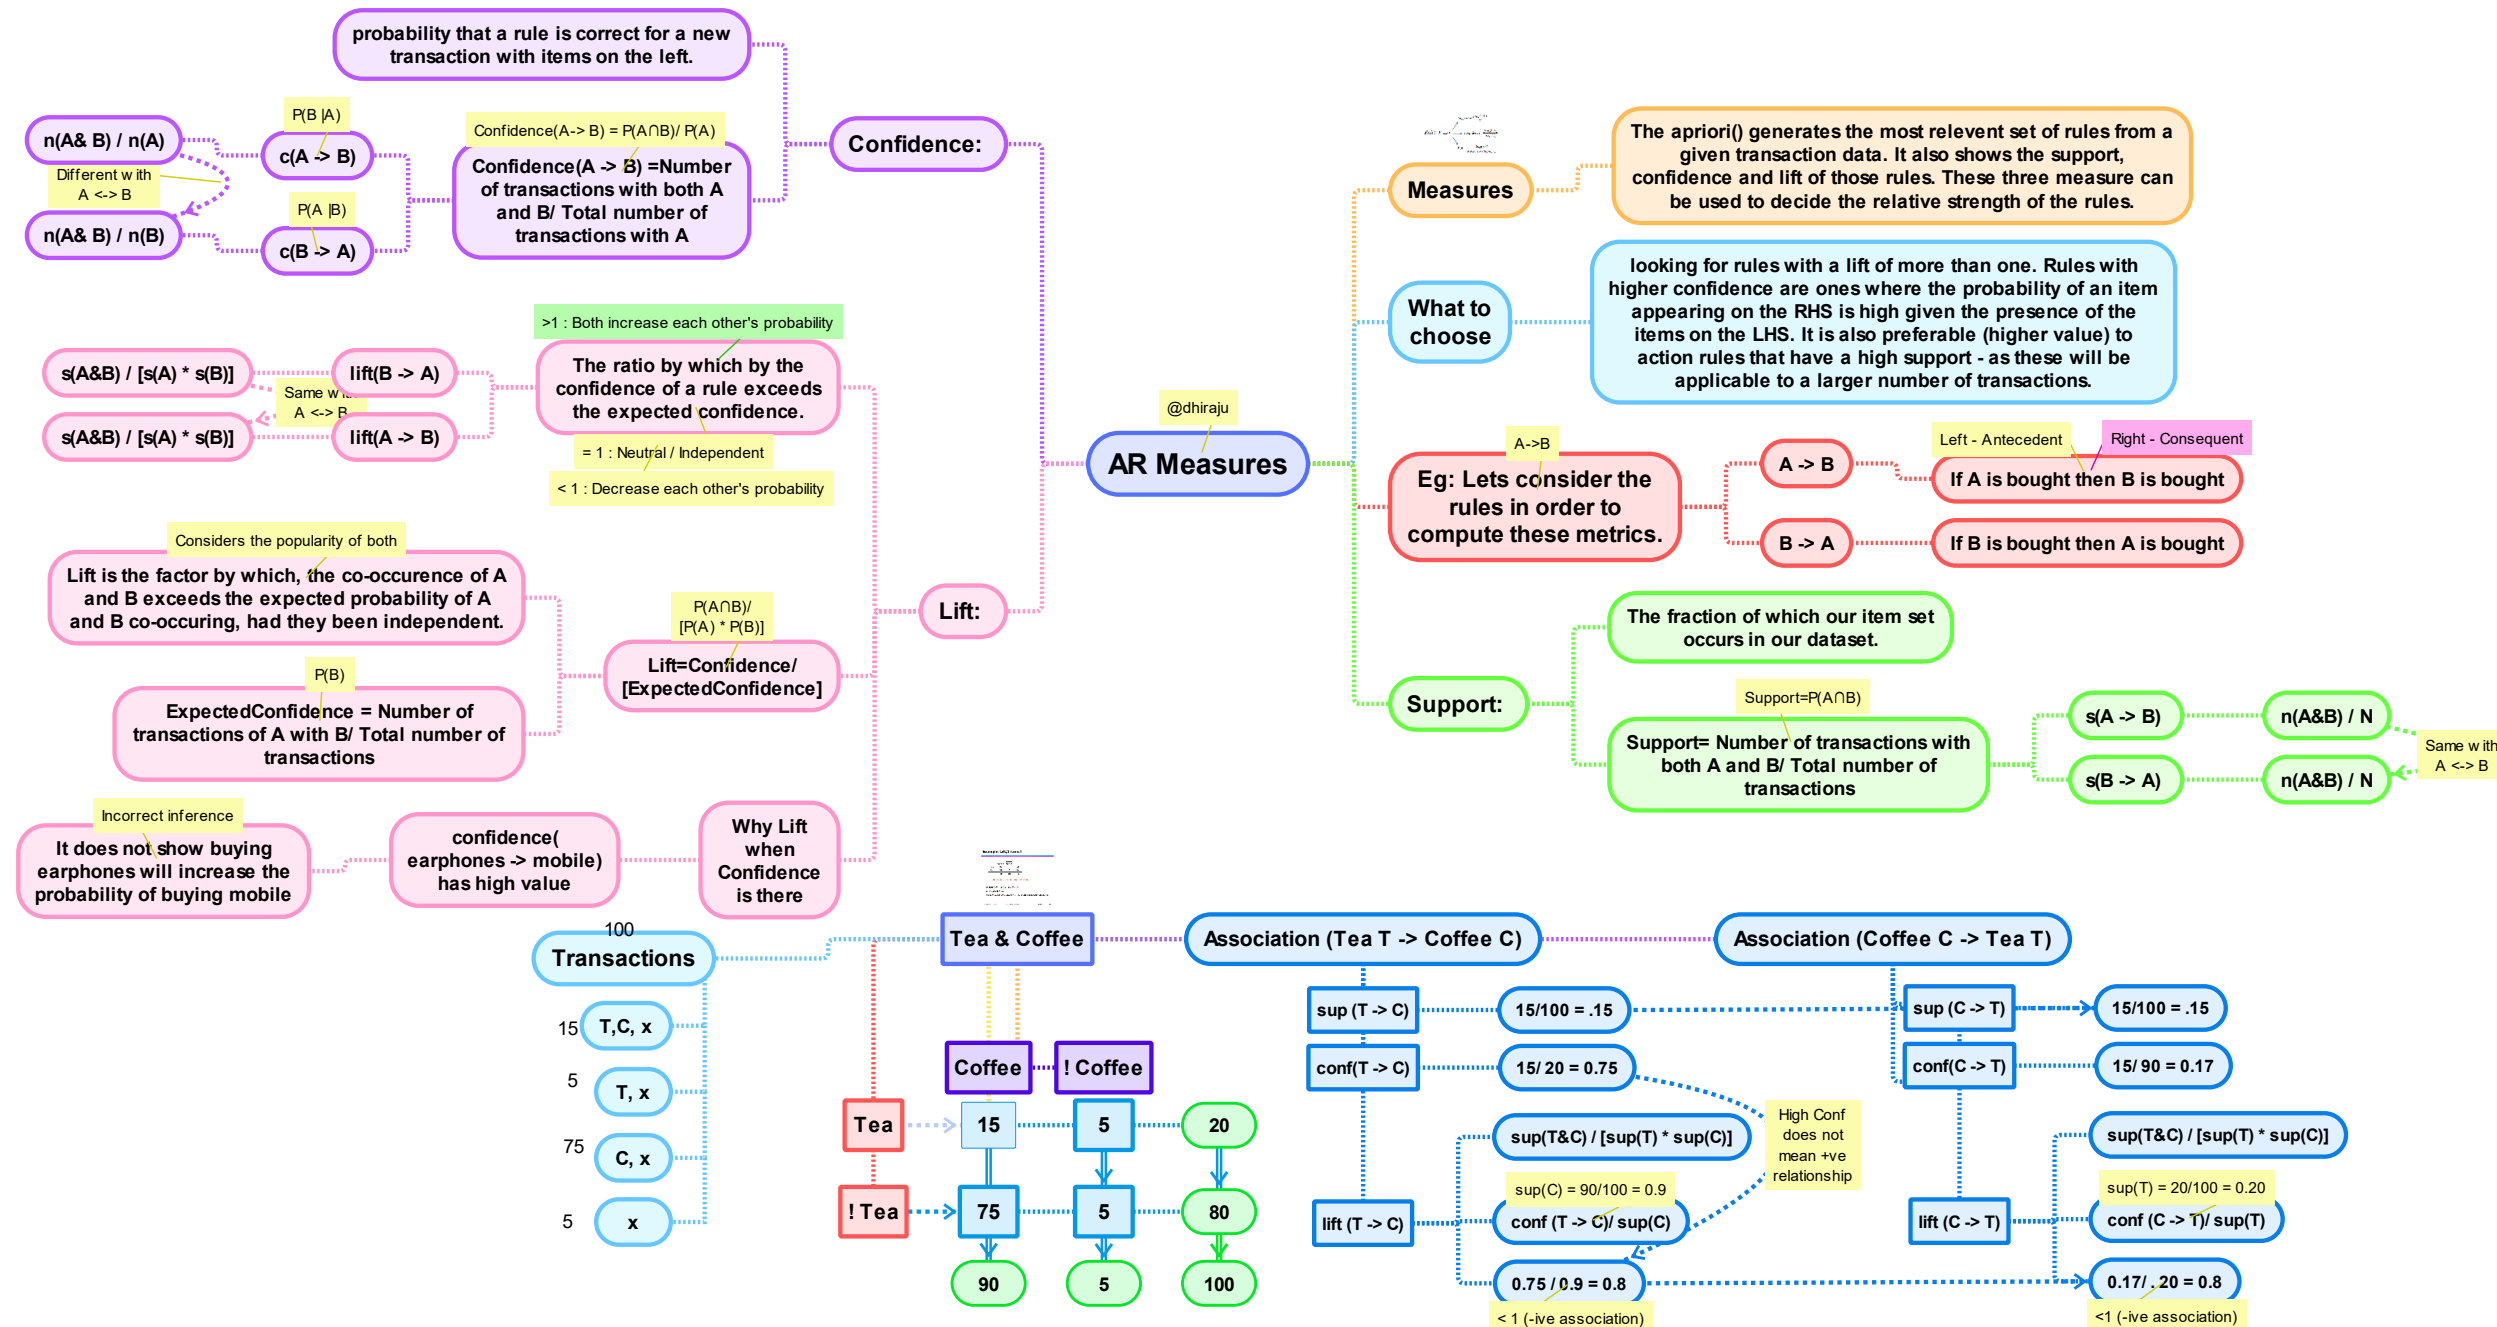 probability that a rule is correct for a new
transaction with items on the left.
P(B |A)
Confidence(A-> B) = P(A∩B)/ P(A)
n(A& B) / n(A)
c(A -> B)
Confidence(A -> B) =Number
of transactions with both A
and B/ Total number of
transactions with A
Confidence:
Different with
A <-> B
P(A |B)
n(A& B) / n(B)
c(B -> A)
>1 : Both increase each other's probability
s(A&B) / [s(A) * s(B)]
lift(B -> A)
The ratio by which by the
confidence of a rule exceeds
the expected confidence.
Same with
A <-> B
s(A&B) / [s(A) * s(B)]
lift(A -> B)
= 1 : Neutral / Independent
< 1 : Decrease each other's probability
Considers the popularity of both
Lift is the factor by which, the co-occurence of A
and B exceeds the expected probability of A
and B co-occuring, had they been independent.
P(A∩B)/
[P(A) * P(B)]
Lift:
Lift=Confidence/
[ExpectedConfidence]
P(B)
ExpectedConfidence = Number of
transactions of A with B/ Total number of
transactions
Incorrect inference
It does not show buying
earphones will increase the
probability of buying mobile
confidence(
earphones -> mobile)
has high value
Why Lift
when
Confidence
is there
@dhiraju
AR Measures
Measures
The apriori() generates the most relevent set of rules from a
given transaction data. It also shows the support,
confidence and lift of those rules. These three measure can
be used to decide the relative strength of the rules.
What to
choose
looking for rules with a lift of more than one. Rules with
higher confidence are ones where the probability of an item
appearing on the RHS is high given the presence of the
items on the LHS. It is also preferable (higher value) to
action rules that have a high support - as these will be
applicable to a larger number of transactions.
A->B
Eg: Lets consider the
rules in order to
compute these metrics.
A -> B
Left - Antecedent
Right - Consequent
If A is bought then B is bought
B -> A
If B is bought then A is bought
Support:
The fraction of which our item set
occurs in our dataset.
Support=P(A∩B)
Support= Number of transactions with
both A and B/ Total number of
transactions
s(A -> B)
n(A&B) / N
Same with
A <-> B
s(B -> A)
n(A&B) / N
100
Transactions
15
T,C, x
5
T, x
75
C, x
5
x
Tea & Coffee
Coffee
! Coffee
Tea
15
5
20
! Tea
75
5
80
90
5
100
Association (Tea T -> Coffee C)
sup (T -> C)
15/100 = .15
conf(T -> C)
15/ 20 = 0.75
High Conf
does not
mean +ve
relationship
sup(T&C) / [sup(T) * sup(C)]
sup(C) = 90/100 = 0.9
lift (T -> C)
conf (T -> C)/ sup(C)
0.75 / 0.9 = 0.8
< 1 (-ive association)
Association (Coffee C -> Tea T)
sup (C -> T)
15/100 = .15
conf(C -> T)
15/ 90 = 0.17
sup(T&C) / [sup(T) * sup(C)]
sup(T) = 20/100 = 0.20
lift (C -> T)
conf (C -> T)/ sup(T)
0.17/ . 20 = 0.8
<1 (-ive association)